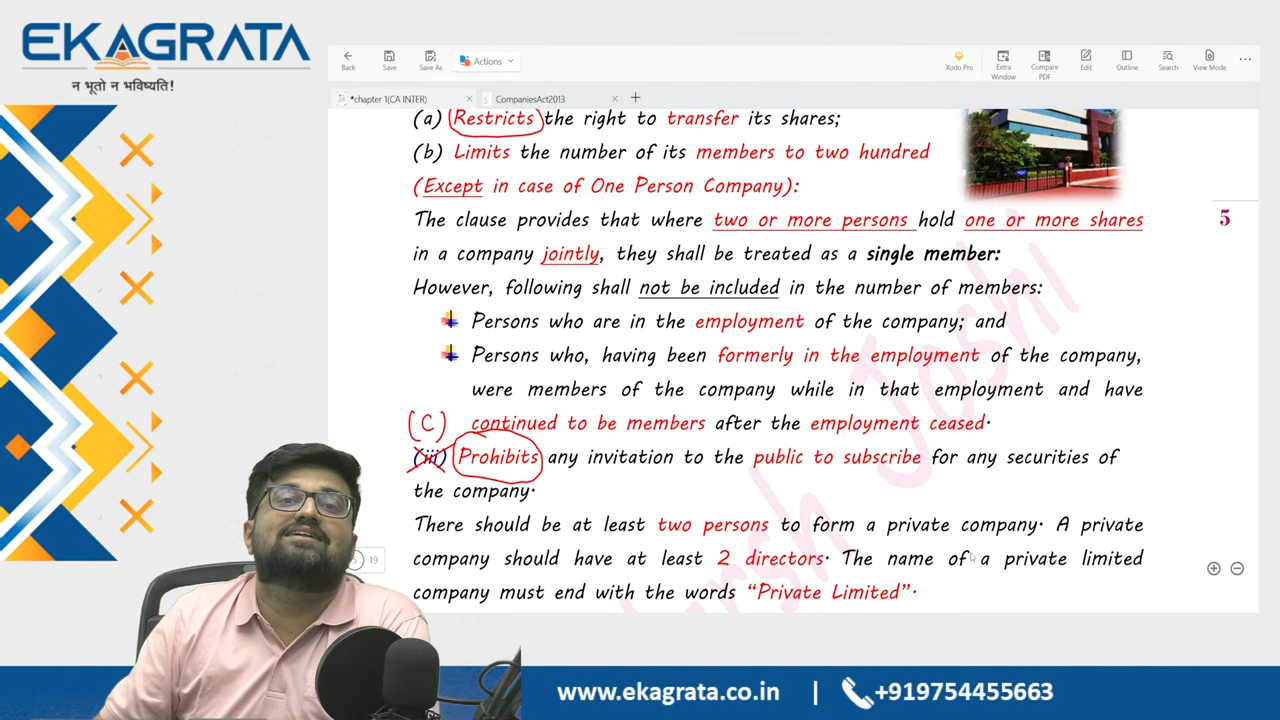 EKAGRATA
न भूतो न भविष्यति!
Back
Save
Save As
Actions
Xodo Pro
Extra Window
Compare PDF
Edit
Outline
Search
View Mode
*chapter 1(CA INTER)
CompaniesAct2013
(a) Restricts the right to transfer its shares;
(b) Limits the number of its members to two hundred
(Except in case of One Person Company):
The clause provides that where two or more persons hold one or more shares
5
in a company jointly, they shall be treated as a single member:
However, following shall not be included in the number of members:
Persons who are in the employment of the company; and
Persons who, having been formerly in the employment of the company,
were members of the company while in that employment and have
(C) continued to be members after the employment ceased.
(iii) Prohibits any invitation to the public to subscribe for any securities of
the company.
There should be at least two persons to form a private company. A private
company should have at least 2 directors. The name of a private limited
company must end with the words “Private Limited”.
19
arsh Joshi
www.ekagrata.co.in | +919754455663